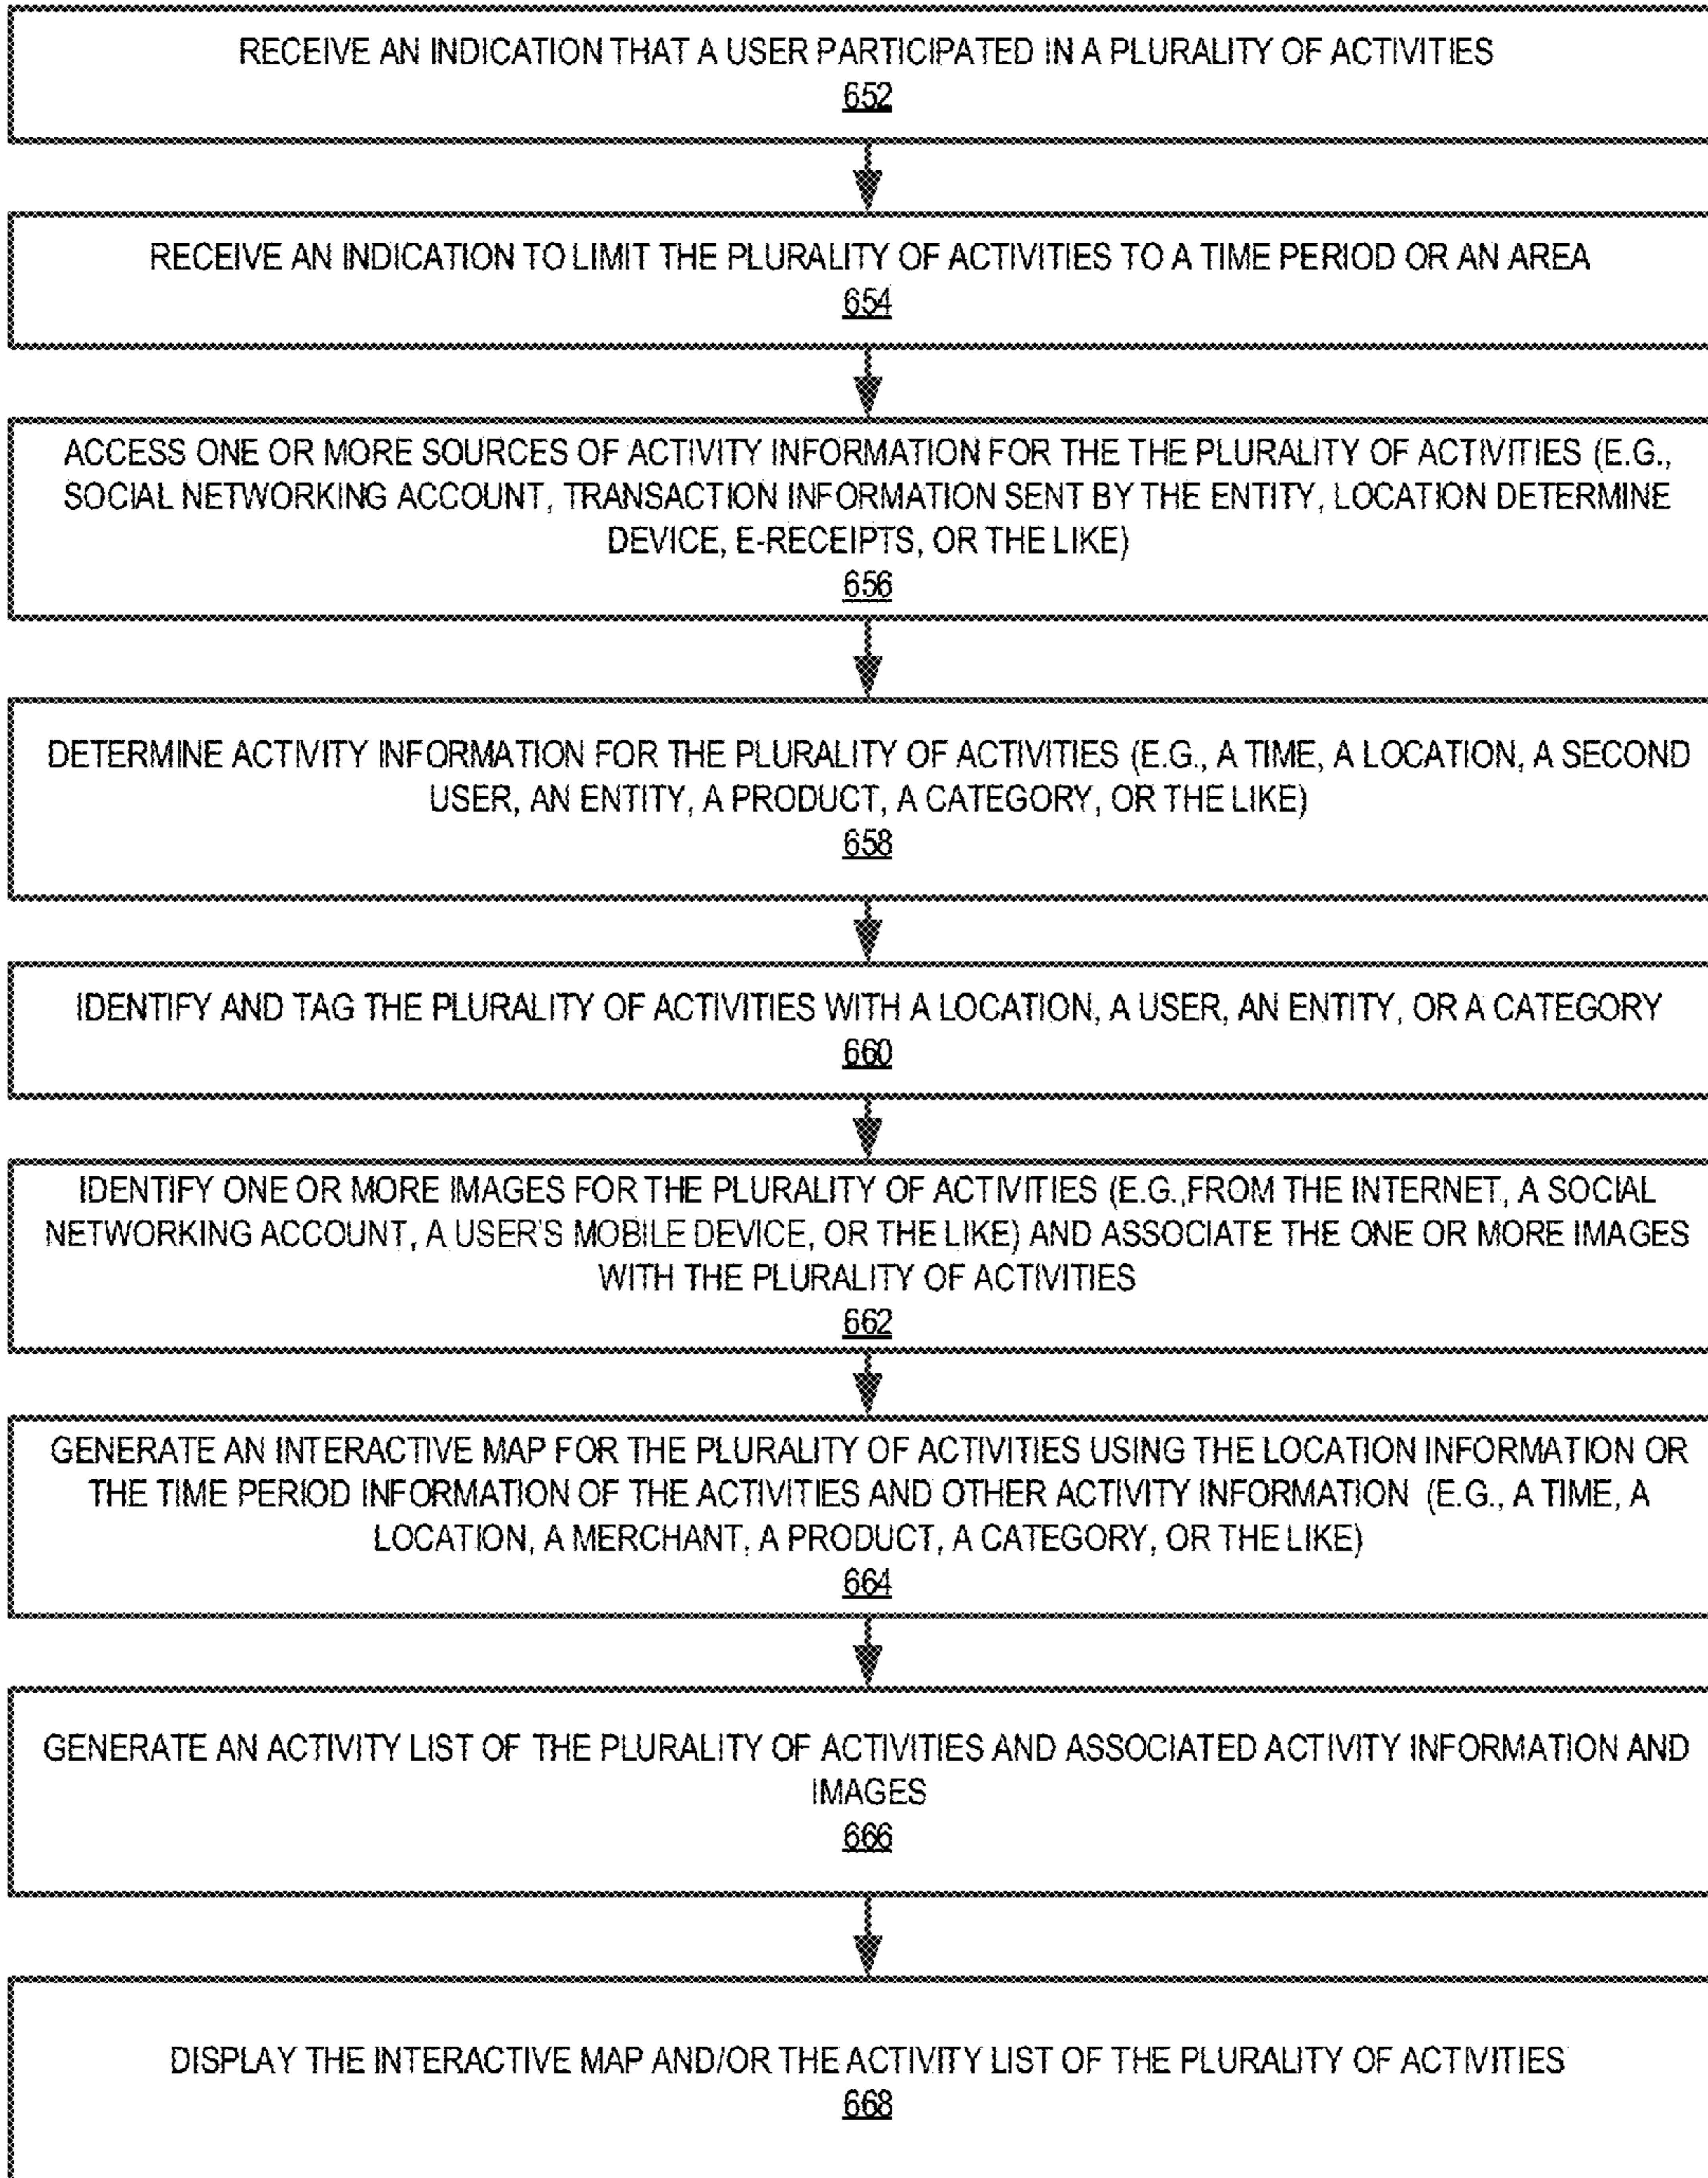 RECEIVE AN INDICATION THAT A USER PARTICIPATED IN A PLURALITY OF ACTIVITIES
652
RECEIVE AN INDICATION TO LIMIT THE PLURALITY OF ACTIVITIES TO A TIME PERIOD OR AN AREA
654
ACCESS ONE OR MORE SOURCES OF ACTIVITY INFORMATION FOR THE THE PLURALITY OF ACTIVITIES (E.G.,
SOCIAL NETWORKING ACCOUNT, TRANSACTION INFORMATION SENT BY THE ENTITY, LOCATION DETERMINE
DEVICE, E-RECEIPTS, OR THE LIKE)
656
DETERMINE ACTIVITY INFORMATION FOR THE PLURALITY OF ACTIVITIES (E.G., A TIME, A LOCATION, A SECOND
USER, AN ENTITY, A PRODUCT, A CATEGORY, OR THE LIKE)
658
IDENTIFY AND TAG THE PLURALITY OF ACTIVITIES WITH A LOCATION, A USER, AN ENTITY, OR A CATEGORY
660
IDENTIFY ONE OR MORE IMAGES FOR THE PLURALITY OF ACTIVITIES (E.G.,FROM THE INTERNET, A SOCIAL
NETWORKING ACCOUNT, A USER'S MOBILE DEVICE, OR THE LIKE) AND ASSOCIATE THE ONE OR MORE IMAGES
WITH THE PLURALITY OF ACTIVITIES
662
GENERATE AN INTERACTIVE MAP FOR THE PLURALITY OF ACTIVITIES USING THE LOCATION INFORMATION OR
THE TIME PERIOD INFORMATION OF THE ACTIVITIES AND OTHER ACTIVITY INFORMATION (E.G., A TIME, A
LOCATION, A MERCHANT, A PRODUCT, A CATEGORY, OR THE LIKE)
664
GENERATE AN ACTIVITY LIST OF THE PLURALITY OF ACTIVITIES AND ASSOCIATED ACTIVITY INFORMATION AND
IMAGES
666
DISPLAY THE INTERACTIVE MAP AND/OR THE ACTIVITY LIST OF THE PLURALITY OF ACTIVITIES
668